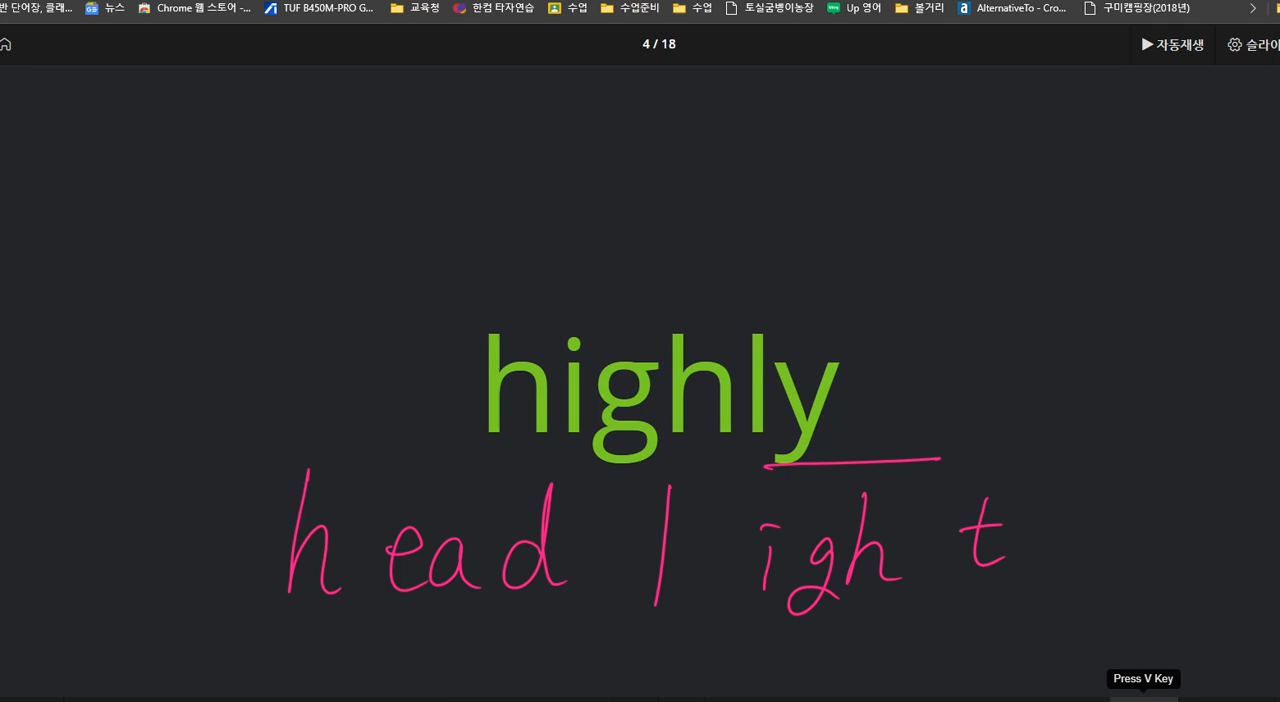 반 단어장, 클래... 뉴스 Chrome 웹 스토어 -... TUF B450M-PRO G... 교육청 한컴 타자연습 수업 수업준비 수업 토실굼벵이농장 Up 영어 볼거리 AlternativeTo - Cro... 구미캠핑장(2018년)
4 / 18 자동재생 슬라이
highly
head light
Press V Key